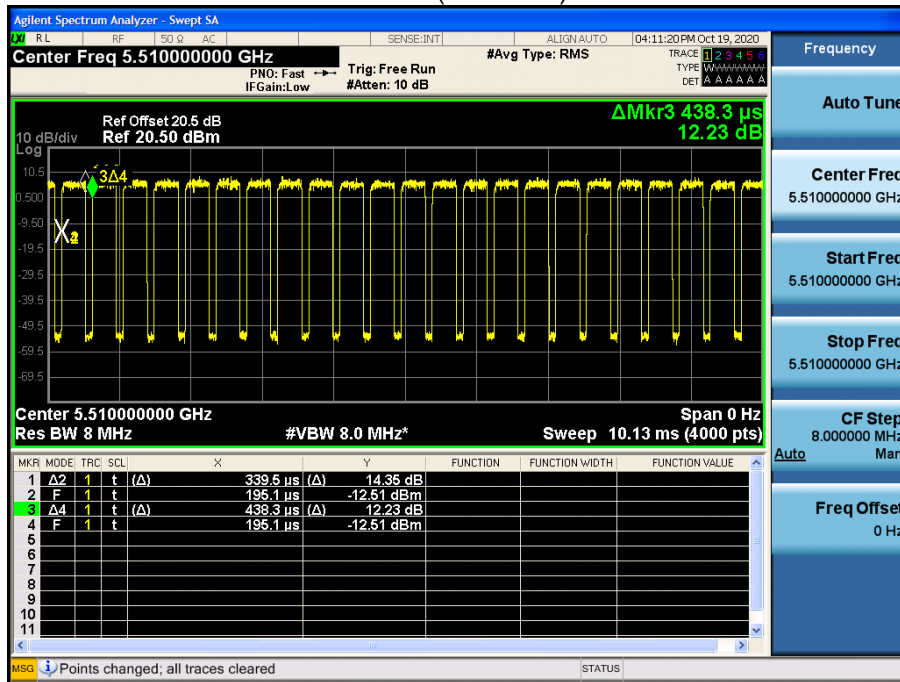 Agilent Spectrum Analyzer - Swept SA
LXI RL RF 50 Ω AC SENSE:INT ALIGN AUTO 04:11:20 PM Oct 19, 2020
Center Freq 5.510000000 GHz #Avg Type: RMS TRACE 1 2 3 4 5 6
PNO: Fast Trig: Free Run TYPE WWWWWW
IFGain:Low #Atten: 10 dB DET A A A A A A
Frequency
Auto Tune
Center Freq
5.510000000 GHz
Start Freq
5.510000000 GHz
Stop Freq
5.510000000 GHz
CF Step
8.000000 MHz
Auto Man
Freq Offset
0 Hz
ΔMkr3 438.3 µs
12.23 dB
Ref Offset 20.5 dB
10 dB/div Ref 20.50 dBm
Log
10.5
0.500
-9.50
-19.5
-29.5
-39.5
-49.5
-59.5
-69.5
3Δ4
Center 5.510000000 GHz Span 0 Hz
Res BW 8 MHz #VBW 8.0 MHz* Sweep 10.13 ms (4000 pts)
MKR MODE TRC SCL X Y FUNCTION FUNCTION WIDTH FUNCTION VALUE
1 Δ2 1 t (Δ) 339.5 µs (Δ) 14.35 dB
2 F 1 t 195.1 µs -12.51 dBm
3 Δ4 1 t (Δ) 438.3 µs (Δ) 12.23 dB
4 F 1 t 195.1 µs -12.51 dBm
5
6
7
8
9
10
11
MSG Points changed; all traces cleared STATUS